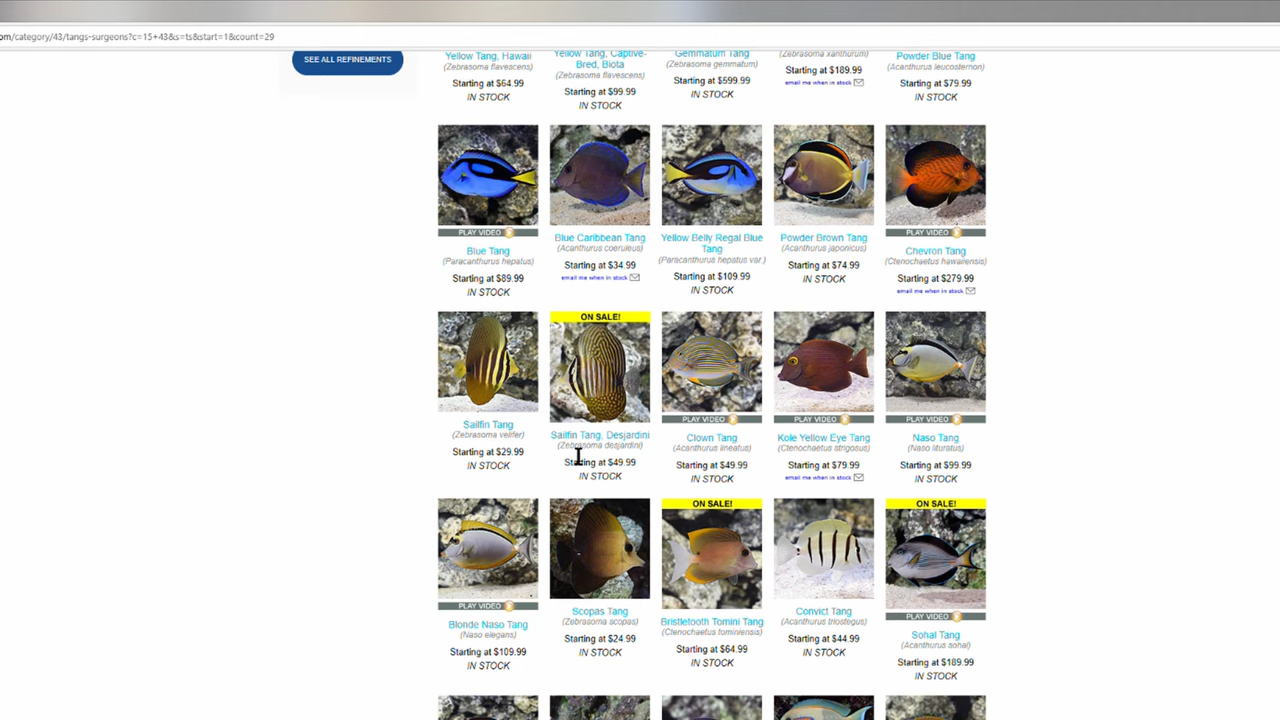 om/category/43/tangs-surgeons?c=15+43&s=ts&start=1&count=29
SEE ALL REFINEMENTS
Yellow Tang, Hawaii
(Zebrasoma flavescens)
Starting at $64.99
IN STOCK
Yellow Tang, Captive-
Bred, Biota
(Zebrasoma flavescens)
Starting at $99.99
IN STOCK
Gemmatum Tang
(Zebrasoma gemmatum)
Starting at $599.99
IN STOCK
(Zebrasoma xanthurum)
Starting at $189.99
email me when in stock
Powder Blue Tang
(Acanthurus leucosternon)
Starting at $79.99
IN STOCK
PLAY VIDEO
Blue Tang
(Paracanthurus hepatus)
Starting at $89.99
IN STOCK
Blue Caribbean Tang
(Acanthurus coeruleus)
Starting at $34.99
email me when in stock
Yellow Belly Regal Blue
Tang
(Paracanthurus hepatus var.)
Starting at $109.99
IN STOCK
Powder Brown Tang
(Acanthurus japonicus)
Starting at $74.99
IN STOCK
PLAY VIDEO
Chevron Tang
(Ctenochaetus hawaiiensis)
Starting at $279.99
email me when in stock
Sailfin Tang
(Zebrasoma velifer)
Starting at $29.99
IN STOCK
ON SALE!
Sailfin Tang, Desjardini
(Zebrasoma desjardini)
Starting at $49.99
IN STOCK
PLAY VIDEO
Clown Tang
(Acanthurus lineatus)
Starting at $49.99
IN STOCK
PLAY VIDEO
Kole Yellow Eye Tang
(Ctenochaetus strigosus)
Starting at $79.99
email me when in stock
PLAY VIDEO
Naso Tang
(Naso lituratus)
Starting at $99.99
IN STOCK
PLAY VIDEO
Blonde Naso Tang
(Naso elegans)
Starting at $109.99
IN STOCK
Scopas Tang
(Zebrasoma scopas)
Starting at $24.99
IN STOCK
ON SALE!
Bristletooth Tomini Tang
(Ctenochaetus tominiensis)
Starting at $64.99
IN STOCK
Convict Tang
(Acanthurus triostegus)
Starting at $44.99
IN STOCK
ON SALE!
PLAY VIDEO
Sohal Tang
(Acanthurus sohal)
Starting at $189.99
IN STOCK